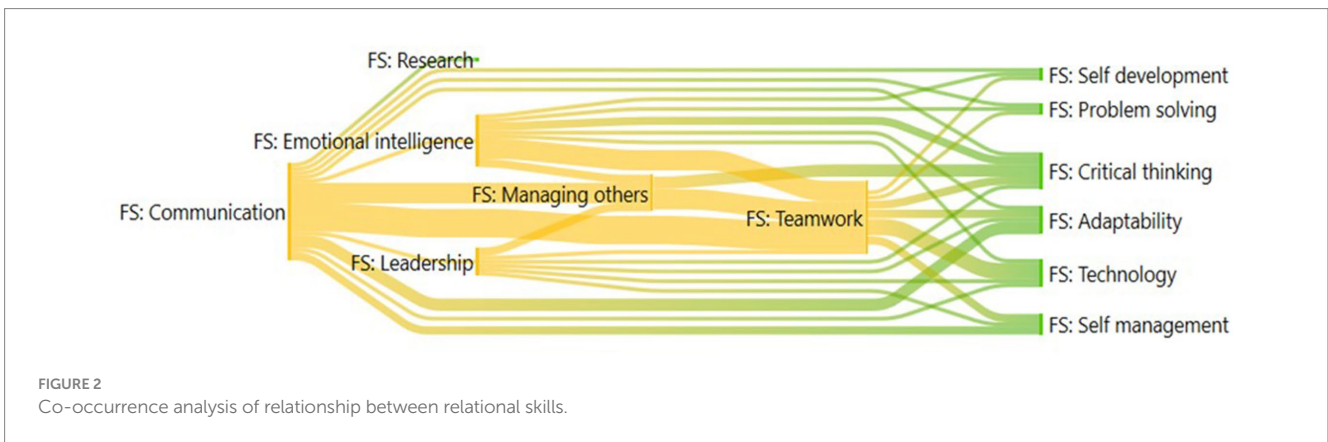 FS: Research
FS: Self development
FS: Problem solving
FS: Emotional intelligence
FS: Critical thinking
FS: Managing others
FS: Communication
FS: Teamwork
FS: Adaptability
FS: Leadership
FS: Technology
FS: Self management
FIGURE 2
Co-occurrence analysis of relationship between relational skills.